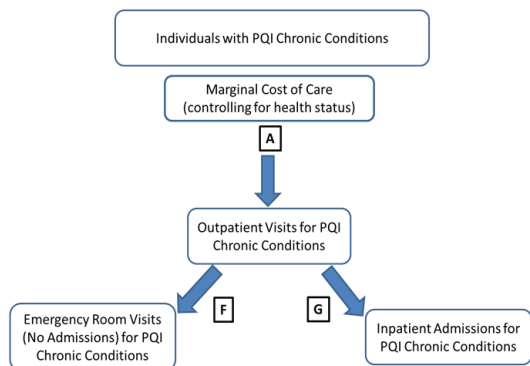 Individuals with PQI Chronic Conditions
Marginal Cost of Care
(controlling for health status)
A
Outpatient Visits for PQI
Chronic Conditions
F
G
Emergency Room Visits
(No Admissions) for PQI
Chronic Conditions
Inpatient Admissions for
PQI Chronic Conditions